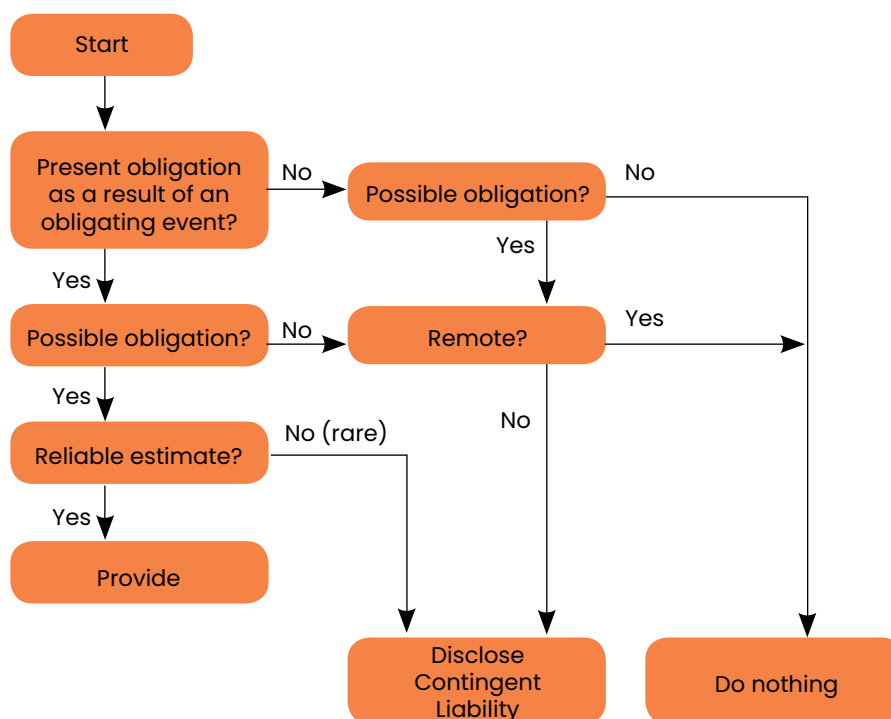 Start
Present obligation
as a result of an
obligating event?
No
Possible obligation?
No
Yes
Yes
Possible obligation?
No
Remote?
Yes
Yes
No
Reliable estimate?
No (rare)
Yes
Provide
Disclose
Contingent
Liability
Do nothing